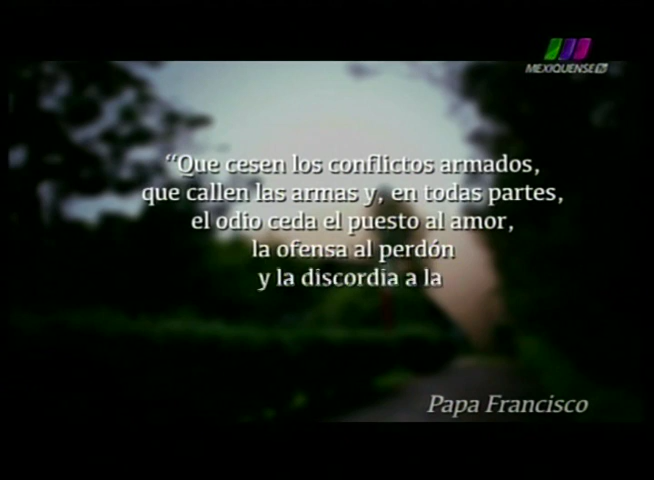 MEXIQUENSE TV
“Que cesen los conflictos armados,
que callen las armas y, en todas partes,
el odio ceda el puesto al amor,
la ofensa al perdón
y la discordia a la
Papa Francisco